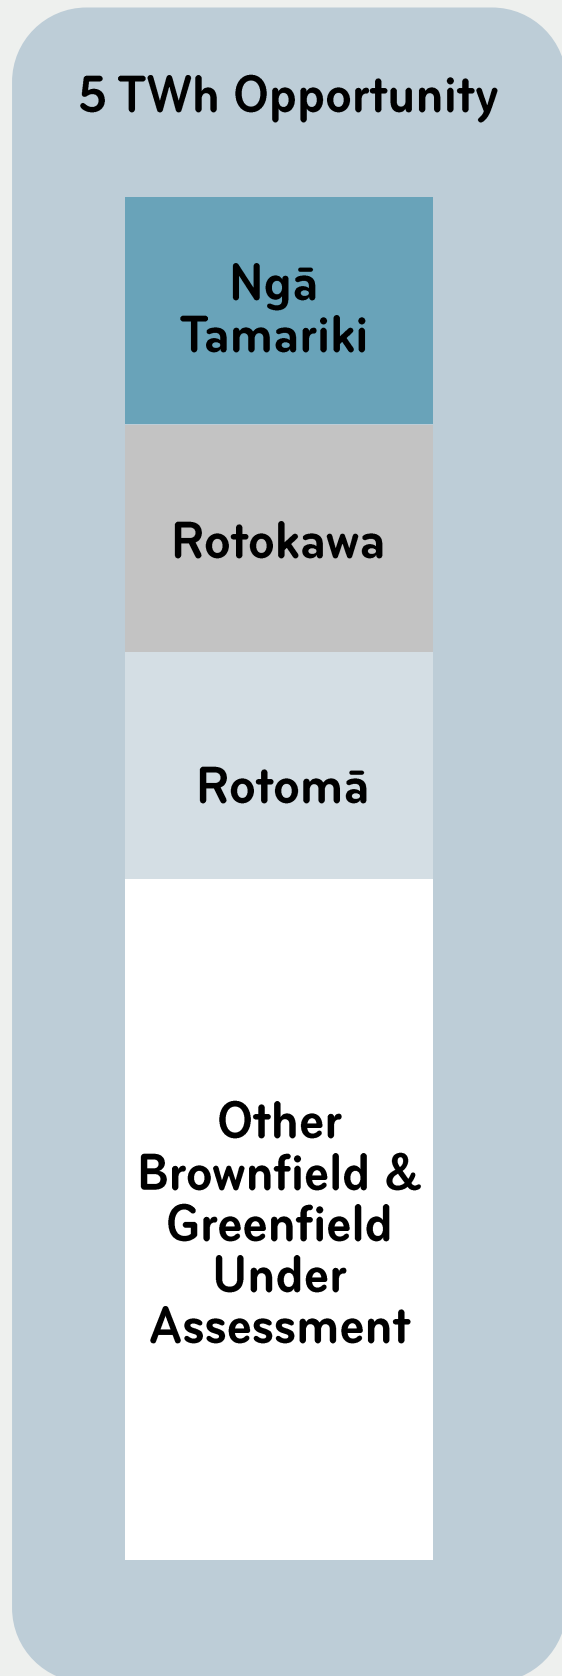 5 TWh Opportunity
Ngā
Tamariki
Rotokawa
Rotomā
Other
Brownfield &
Greenfield
Under
Assessment